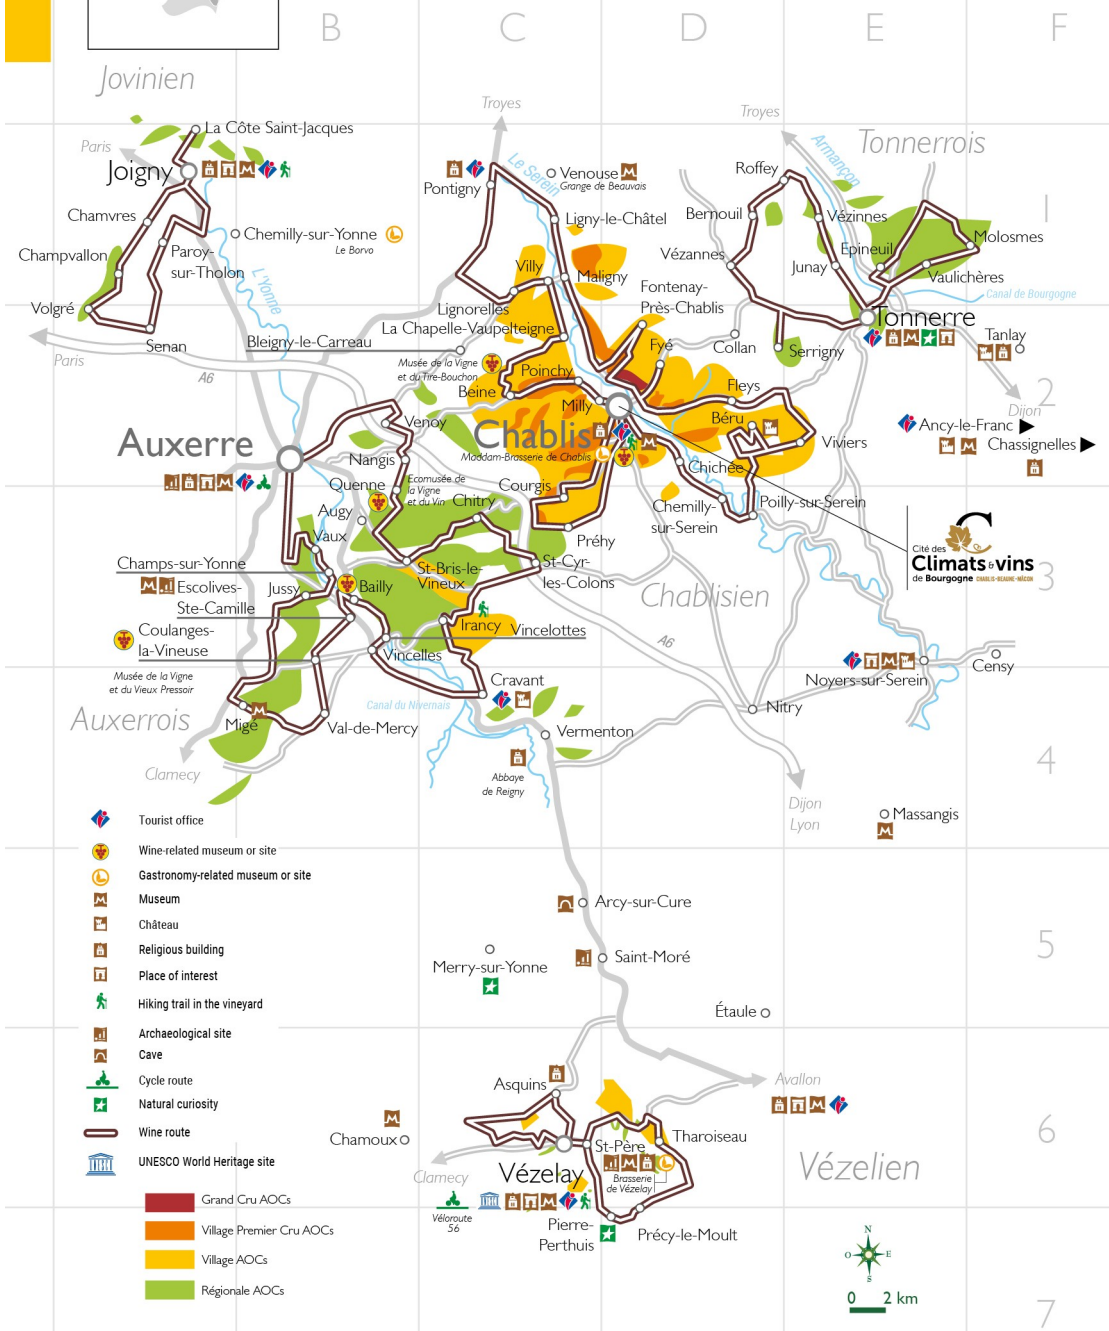 B
C
D
E
F
Jovinien
Troyes
Troyes
Paris
La Côte Saint-Jacques
Tonnerrois
Armançon
Le Serein
Joigny
Pontigny
Venouse
Grange de Beauvais
Roffey
1
Chamvres
Chemilly-sur-Yonne
Le Borvo
Ligny-le-Châtel
Bernouil
Vézinnes
Molosmes
Champvallon
Paroy-
sur-Tholon
L'Yonne
Villy
Maligny
Vézannes
Junay
Epineuil
Vaulichères
Canal de Bourgogne
Volgré
Lignorelles
Fontenay-
Près-Chablis
Tonnerre
Senan
Bleigny-le-Carreau
La Chapelle-Vaupelteigne
Fyé
Collan
Serrigny
Tanlay
Paris
A6
Musée de la Vigne
et du Tire-Bouchon
Poinchy
Beine
Milly
Fleys
2
Dijon
Venoy
Chablis
Maddam-Brasserie de Chablis
Béru
Viviers
Ancy-le-Franc
Chassignelles
Auxerre
Nangis
Chichée
Quenne
Ecomusée de
la Vigne
et du Vin
Courgis
Chitry
Augy
Chemilly-
sur-Serein
Poilly-sur-Serein
Vaux
Préhy
Cité des
Climats & vins
de Bourgogne CHABLIS-BEAUNE-MÂCON
Champs-sur-Yonne
St-Bris-le-
Vineux
St-Cyr-
les-Colons
3
Escolives-
Ste-Camille
Jussy
Bailly
Chablisien
Coulanges-
la-Vineuse
Irancy
Vincelottes
A6
Vincelles
Musée de la Vigne
et du Vieux Pressoir
Noyers-sur-Serein
Censy
Cravant
Canal du Nivernais
Auxerrois
Migé
Val-de-Mercy
Nitry
Vermenton
Clamecy
Abbaye
de Reigny
4
Dijon
Lyon
Massangis
Tourist office
Wine-related museum or site
Gastronomy-related museum or site
Museum
Château
Religious building
Place of interest
Hiking trail in the vineyard
Archaeological site
Cave
Cycle route
Natural curiosity
Wine route
UNESCO World Heritage site
Grand Cru AOCs
Village Premier Cru AOCs
Village AOCs
Régionale AOCs
Arcy-sur-Cure
5
Merry-sur-Yonne
Saint-Moré
Étaule
Asquins
Avallon
Chamoux
St-Père
Tharoiseau
6
Clamecy
Vézelay
Brasserie
de Vézelay
Vézelien
Véloroute
56
Pierre-
Perthuis
Précy-le-Moult
N
O
E
S
0 2 km
7